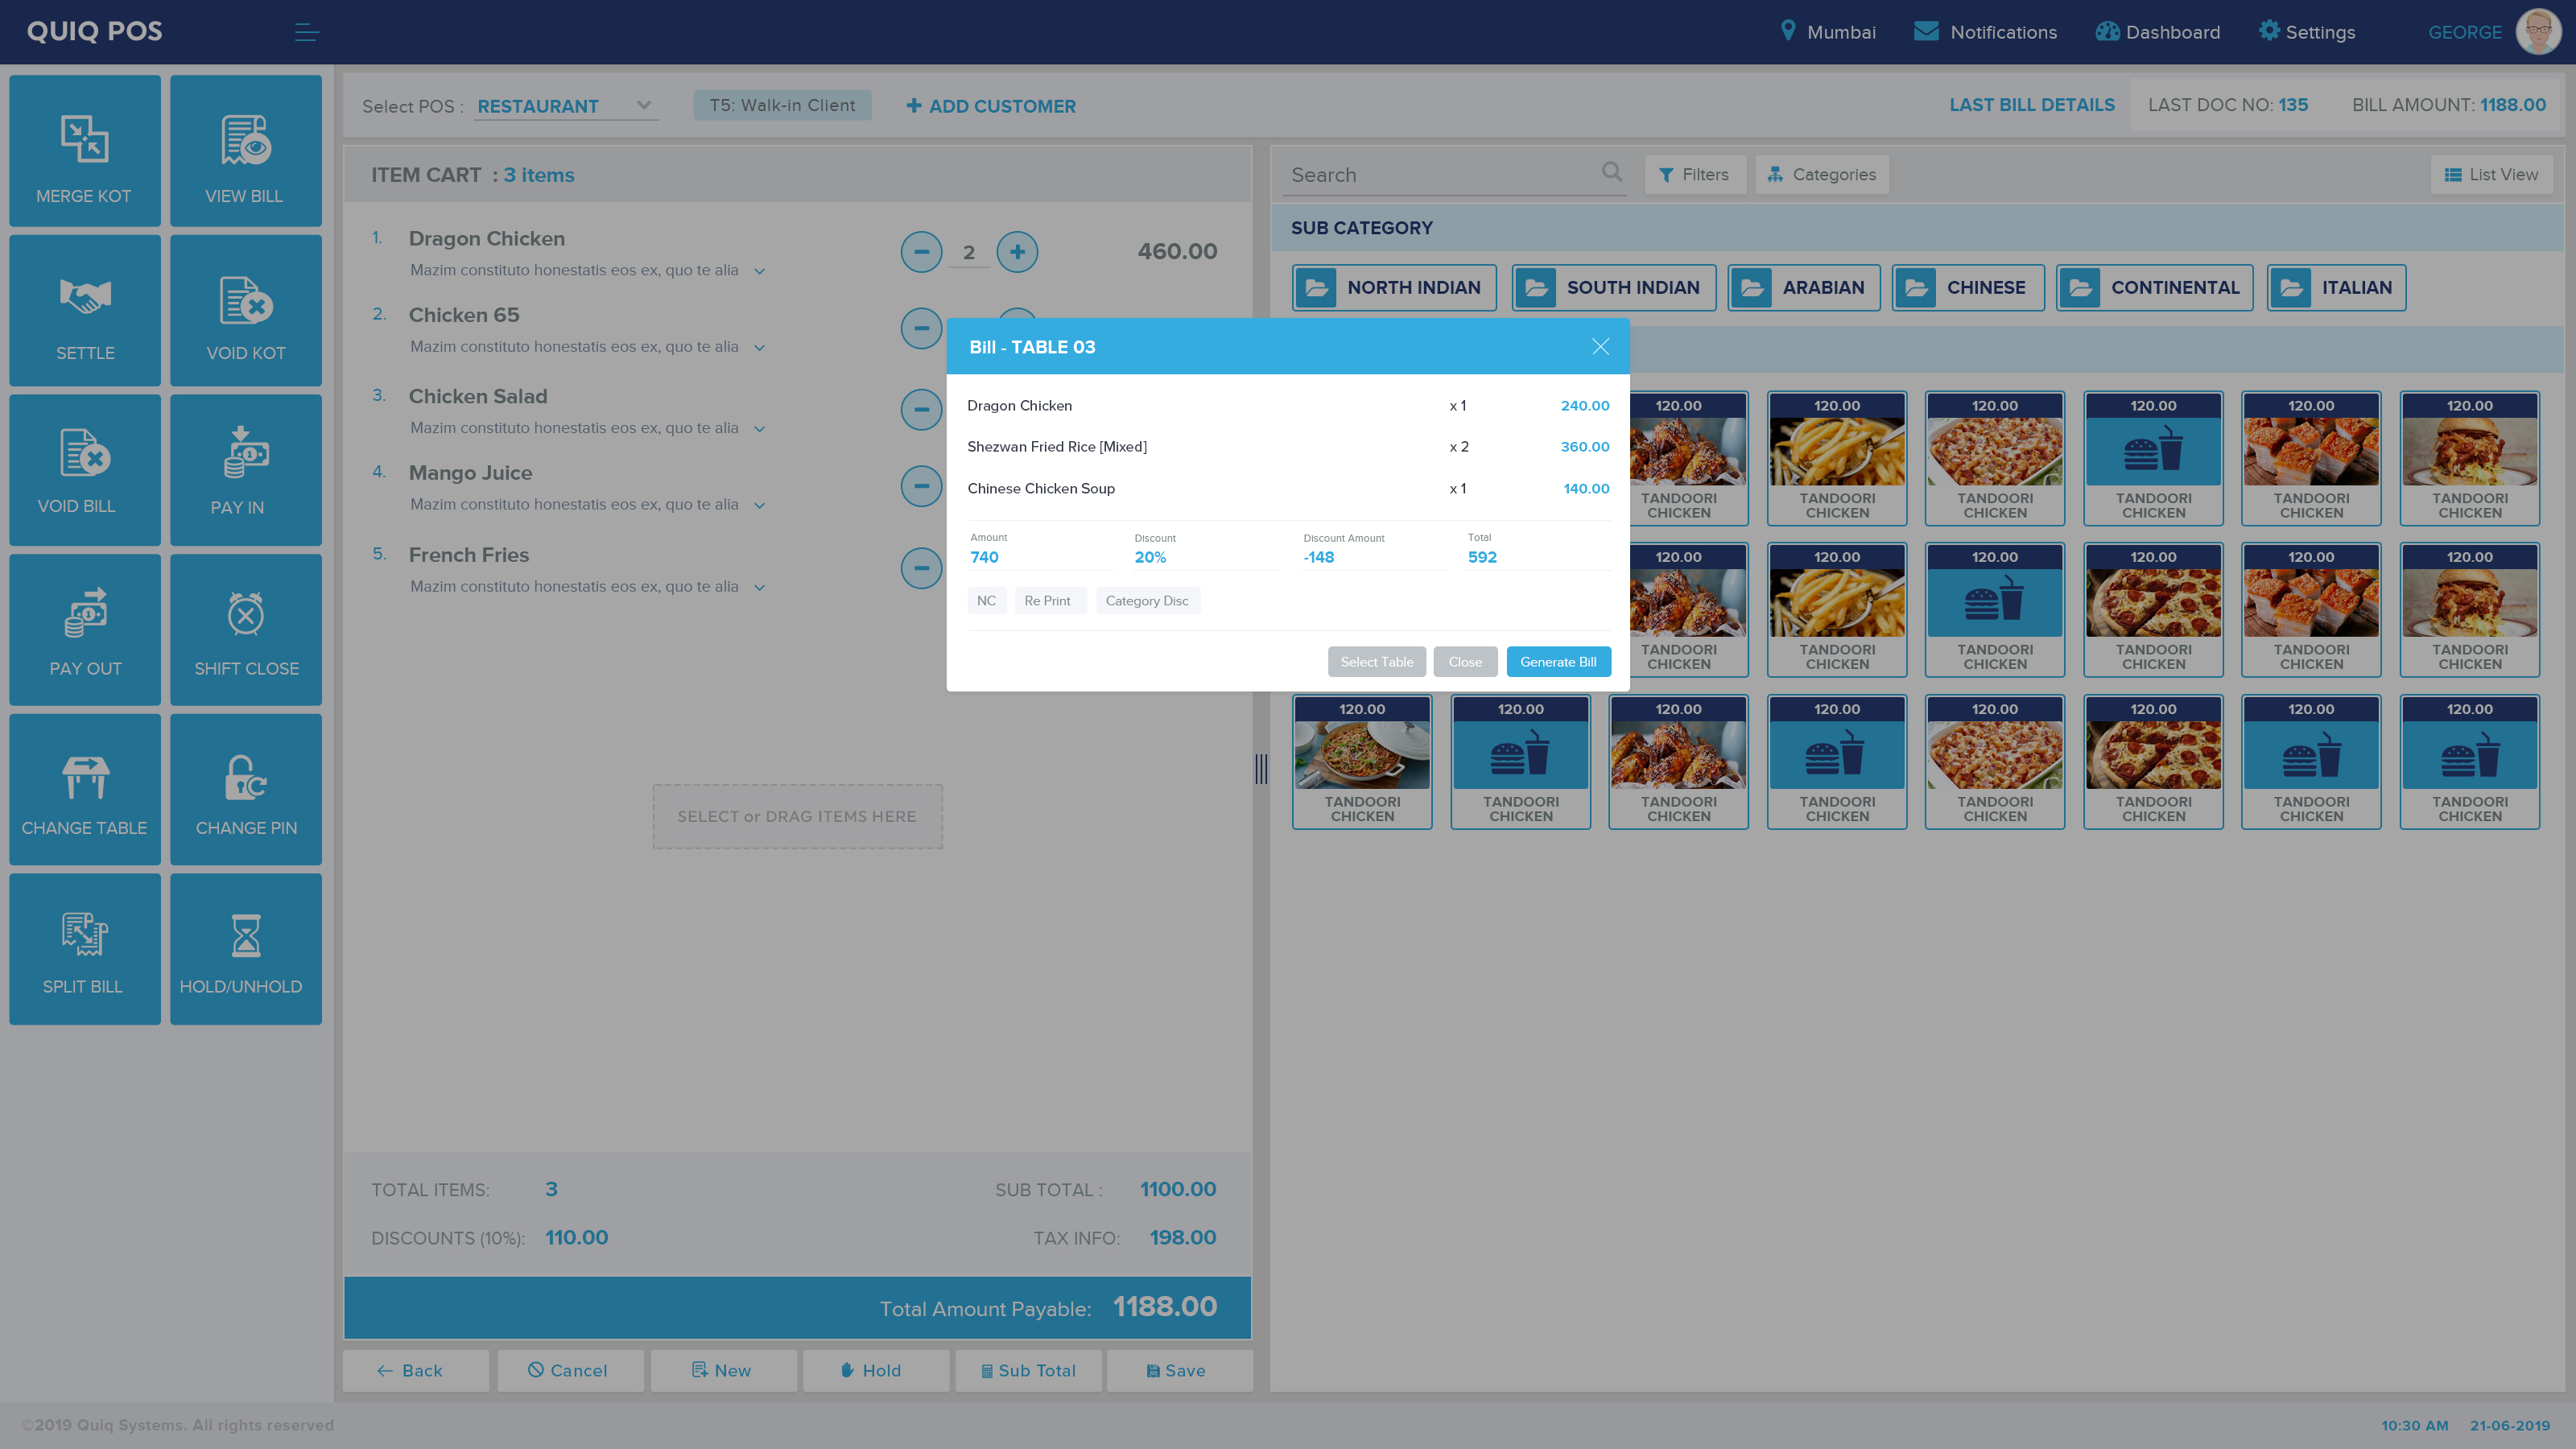 QUIQ POS
Mumbai
Notifications
Dashboard
Settings
GEORGE
Select POS : RESTAURANT
T5: Walk-in Client
ADD CUSTOMER
LAST BILL DETAILS
LAST DOC NO: 135
BILL AMOUNT: 1188.00
MERGE KOT
VIEW BILL
SETTLE
VOID KOT
VOID BILL
PAY IN
PAY OUT
SHIFT CLOSE
CHANGE TABLE
CHANGE PIN
SPLIT BILL
HOLD/UNHOLD
ITEM CART : 3 items
1. Dragon Chicken
2
460.00
Mazim constituto honestatis eos ex, quo te alia
2. Chicken 65
Mazim constituto honestatis eos ex, quo te alia
3. Chicken Salad
Mazim constituto honestatis eos ex, quo te alia
4. Mango Juice
Mazim constituto honestatis eos ex, quo te alia
5. French Fries
Mazim constituto honestatis eos ex, quo te alia
SELECT or DRAG ITEMS HERE
TOTAL ITEMS: 3
SUB TOTAL : 1100.00
DISCOUNTS (10%): 110.00
TAX INFO: 198.00
Total Amount Payable: 1188.00
Back
Cancel
New
Hold
Sub Total
Save
Bill - TABLE 03
Dragon Chicken x 1 240.00
Shezwan Fried Rice [Mixed] x 2 360.00
Chinese Chicken Soup x 1 140.00
Amount Discount Discount Amount Total
740 20% -148 592
NC
Re Print
Category Disc
Select Table
Close
Generate Bill
Search
Filters
Categories
List View
SUB CATEGORY
NORTH INDIAN
SOUTH INDIAN
ARABIAN
CHINESE
CONTINENTAL
ITALIAN
120.00 120.00 120.00 120.00 120.00 120.00
TANDOORI TANDOORI TANDOORI TANDOORI TANDOORI TANDOORI
CHICKEN CHICKEN CHICKEN CHICKEN CHICKEN CHICKEN
120.00 120.00 120.00 120.00 120.00 120.00
TANDOORI TANDOORI TANDOORI TANDOORI TANDOORI TANDOORI
CHICKEN CHICKEN CHICKEN CHICKEN CHICKEN CHICKEN
120.00 120.00 120.00 120.00 120.00 120.00 120.00 120.00
TANDOORI TANDOORI TANDOORI TANDOORI TANDOORI TANDOORI TANDOORI TANDOORI
CHICKEN CHICKEN CHICKEN CHICKEN CHICKEN CHICKEN CHICKEN CHICKEN
©2019 Quiq Systems. All rights reserved
10:30 AM 21-06-2019